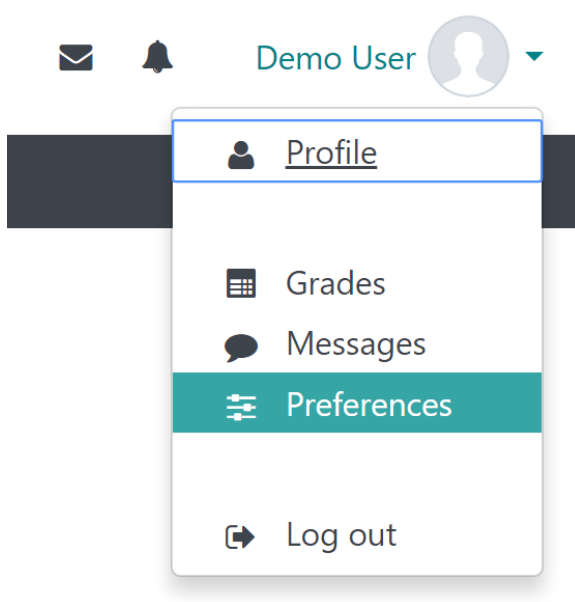 Demo User
Profile
Grades
Messages
Preferences
Log out